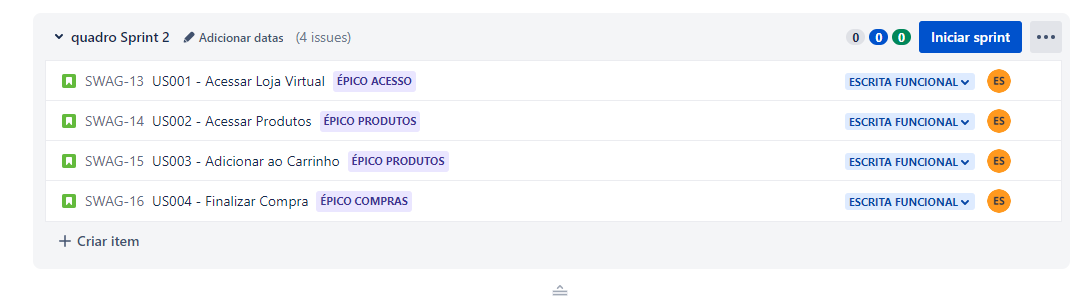 quadro Sprint 2 Adicionar datas (4 issues) 0 0 0 Iniciar sprint
SWAG-13 US001 - Acessar Loja Virtual ÉPICO ACESSO ESCRITA FUNCIONAL ES
SWAG-14 US002 - Acessar Produtos ÉPICO PRODUTOS ESCRITA FUNCIONAL ES
SWAG-15 US003 - Adicionar ao Carrinho ÉPICO PRODUTOS ESCRITA FUNCIONAL ES
SWAG-16 US004 - Finalizar Compra ÉPICO COMPRAS ESCRITA FUNCIONAL ES
+ Criar item